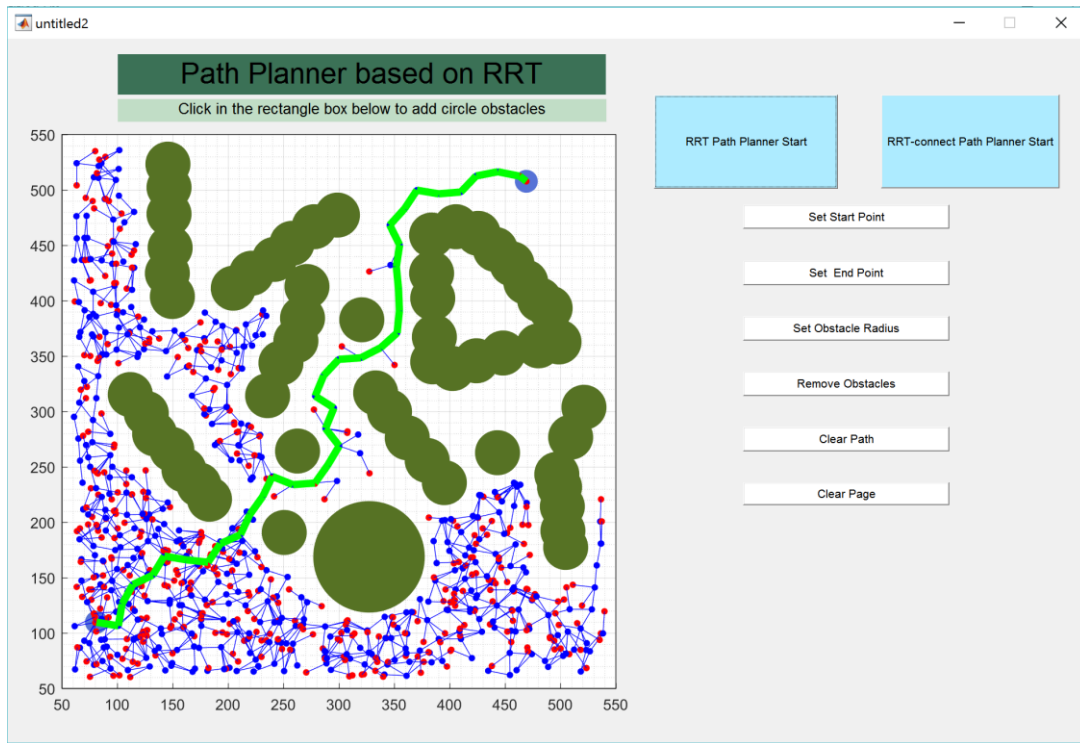 untitled2
Path Planner based on RRT
Click in the rectangle box below to add circle obstacles
550
500
450
400
350
300
250
200
150
100
50
50 100 150 200 250 300 350 400 450 500 550
RRT Path Planner Start
RRT-connect Path Planner Start
Set Start Point
Set  End Point
Set Obstacle Radius
Remove Obstacles
Clear Path
Clear Page